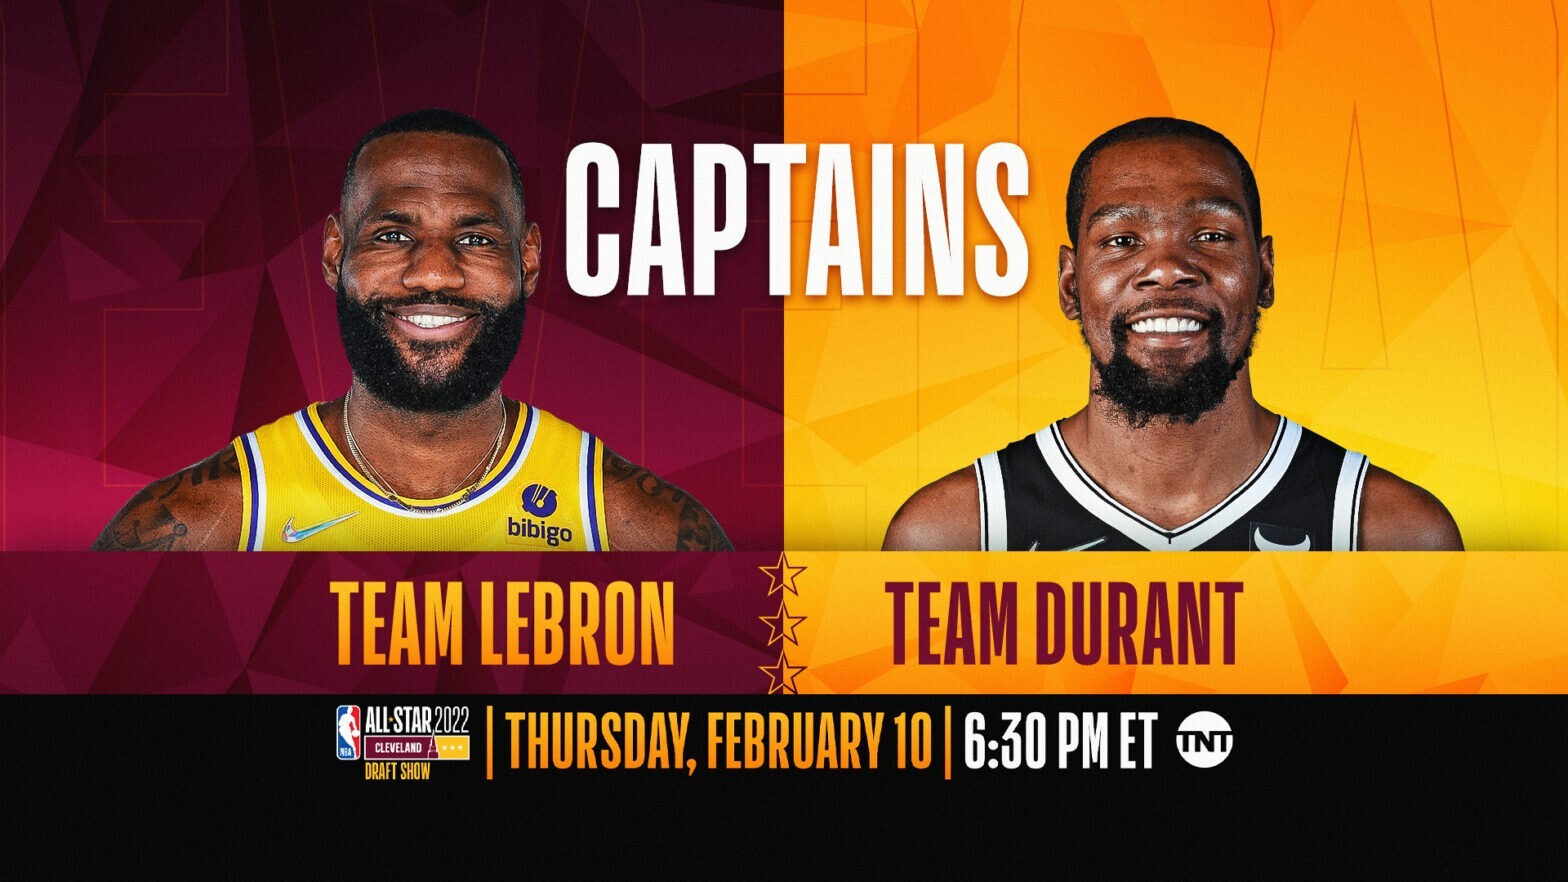 CAPTAINS
bibigo
TEAM LEBRON
TEAM DURANT
NBA
ALL★STAR 2022
CLEVELAND
DRAFT SHOW
THURSDAY, FEBRUARY 10
6:30 PM ET
TNT